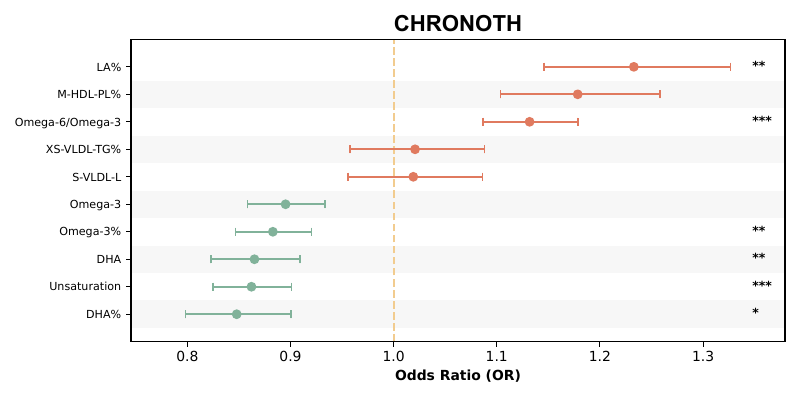 CHRONOTH
LA% **
M-HDL-PL%
Omega-6/Omega-3 ***
XS-VLDL-TG%
S-VLDL-L
Omega-3
Omega-3% **
DHA **
Unsaturation ***
DHA% *
0.8 0.9 1.0 1.1 1.2 1.3
Odds Ratio (OR)